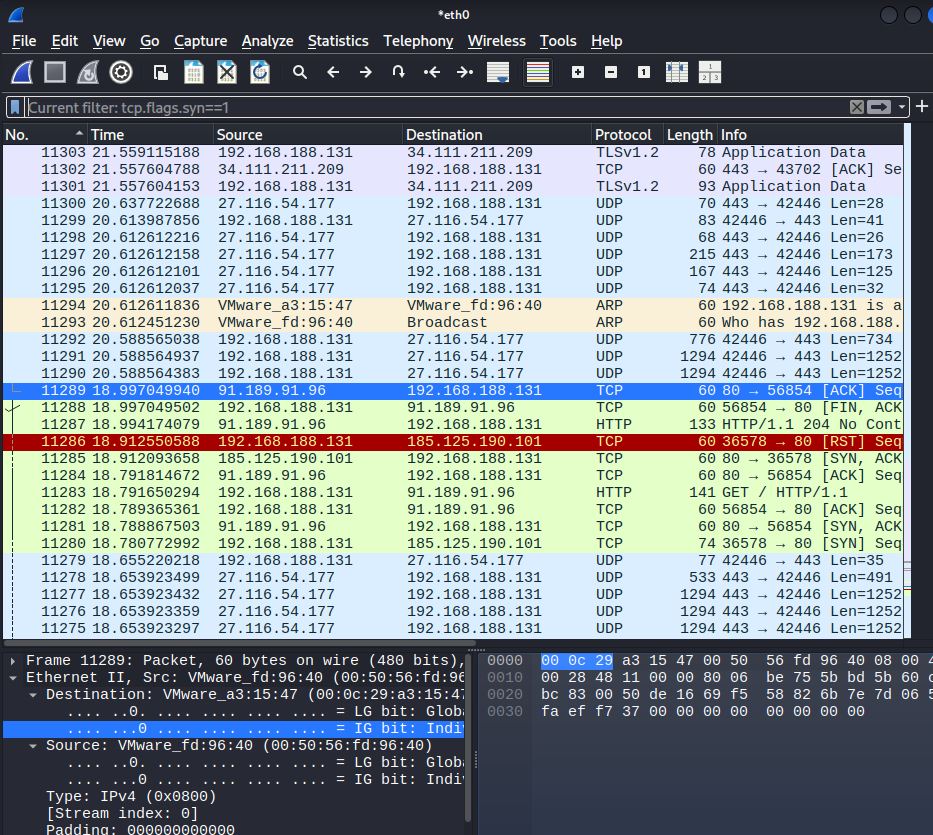 *eth0
File Edit View Go Capture Analyze Statistics Telephony Wireless Tools Help
Current filter: tcp.flags.syn==1
No. Time Source Destination Protocol Length Info
11303 21.559115188 192.168.188.131 34.111.211.209 TLSv1.2 78 Application Data
11302 21.557604788 34.111.211.209 192.168.188.131 TCP 60 443 → 43702 [ACK] Se
11301 21.557604153 192.168.188.131 34.111.211.209 TLSv1.2 93 Application Data
11300 20.637722688 27.116.54.177 192.168.188.131 UDP 70 443 → 42446 Len=28
11299 20.613987856 192.168.188.131 27.116.54.177 UDP 83 42446 → 443 Len=41
11298 20.612612216 27.116.54.177 192.168.188.131 UDP 68 443 → 42446 Len=26
11297 20.612612158 27.116.54.177 192.168.188.131 UDP 215 443 → 42446 Len=173
11296 20.612612101 27.116.54.177 192.168.188.131 UDP 167 443 → 42446 Len=125
11295 20.612612037 27.116.54.177 192.168.188.131 UDP 74 443 → 42446 Len=32
11294 20.612611836 VMware_a3:15:47 VMware_fd:96:40 ARP 60 192.168.188.131 is a
11293 20.612451230 VMware_fd:96:40 Broadcast ARP 60 Who has 192.168.188.
11292 20.588565038 192.168.188.131 27.116.54.177 UDP 776 42446 → 443 Len=734
11291 20.588564937 192.168.188.131 27.116.54.177 UDP 1294 42446 → 443 Len=1252
11290 20.588564383 192.168.188.131 27.116.54.177 UDP 1294 42446 → 443 Len=1252
11289 18.997049940 91.189.91.96 192.168.188.131 TCP 60 80 → 56854 [ACK] Seq
11288 18.997049502 192.168.188.131 91.189.91.96 TCP 60 56854 → 80 [FIN, ACK
11287 18.994174079 91.189.91.96 192.168.188.131 HTTP 133 HTTP/1.1 204 No Cont
11286 18.912550588 192.168.188.131 185.125.190.101 TCP 60 36578 → 80 [RST] Seq
11285 18.912093658 185.125.190.101 192.168.188.131 TCP 60 80 → 36578 [SYN, ACK
11284 18.791814672 91.189.91.96 192.168.188.131 TCP 60 80 → 56854 [ACK] Seq
11283 18.791650294 192.168.188.131 91.189.91.96 HTTP 141 GET / HTTP/1.1
11282 18.789365361 192.168.188.131 91.189.91.96 TCP 60 56854 → 80 [ACK] Seq
11281 18.788867503 91.189.91.96 192.168.188.131 TCP 60 80 → 56854 [SYN, ACK
11280 18.780772992 192.168.188.131 185.125.190.101 TCP 74 36578 → 80 [SYN] Seq
11279 18.655220218 192.168.188.131 27.116.54.177 UDP 77 42446 → 443 Len=35
11278 18.653923499 27.116.54.177 192.168.188.131 UDP 533 443 → 42446 Len=491
11277 18.653923432 27.116.54.177 192.168.188.131 UDP 1294 443 → 42446 Len=1252
11276 18.653923359 27.116.54.177 192.168.188.131 UDP 1294 443 → 42446 Len=1252
11275 18.653923297 27.116.54.177 192.168.188.131 UDP 1294 443 → 42446 Len=1252
Frame 11289: Packet, 60 bytes on wire (480 bits),
Ethernet II, Src: VMware_fd:96:40 (00:50:56:fd:96
Destination: VMware_a3:15:47 (00:0c:29:a3:15:47
.... ..0. .... .... .... .... = LG bit: Globa
.... ...0 .... .... .... .... = IG bit: Indiv
Source: VMware_fd:96:40 (00:50:56:fd:96:40)
.... ..0. .... .... .... .... = LG bit: Globa
.... ...0 .... .... .... .... = IG bit: Indiv
Type: IPv4 (0x0800)
[Stream index: 0]
Padding: 000000000000
0000 00 0c 29 a3 15 47 00 50 56 fd 96 40 08 00 4
0010 00 28 48 11 00 00 80 06 be 75 5b bd 5b 60 c
0020 bc 83 00 50 de 16 69 f5 58 82 6b 7e 7d 06 5
0030 fa ef f7 37 00 00 00 00 00 00 00 00